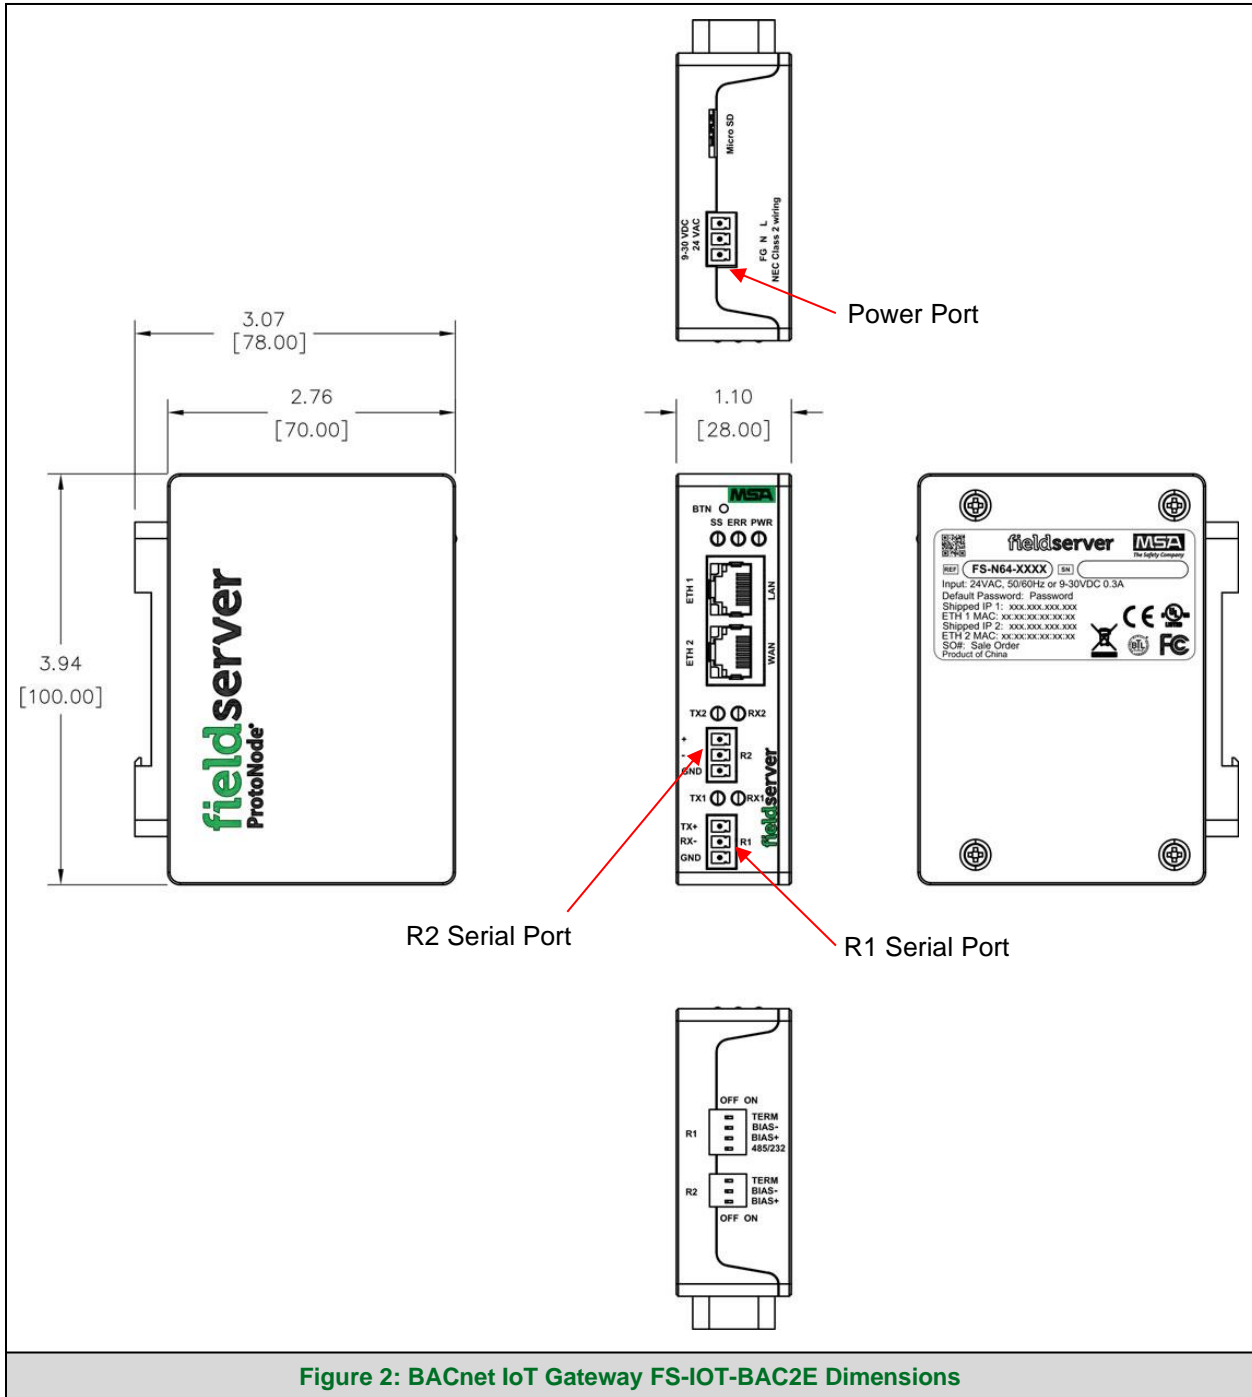 Micro SD
9-30 VDC
24 VAC
FG N L
NEC Class 2 wiring
Power Port
3.07
[78.00]
2.76
[70.00]
1.10
[28.00]
3.94
[100.00]
fieldserver
ProtoNode
MSA
BTN
SS ERR PWR
ETH 1
LAN
ETH 2
WAN
TX2
RX2
+
-
GND
R2
TX1
RX1
TX+
RX-
GND
R1
fieldserver
fieldserver
MSA
The Safety Company
REF FS-N64-XXXX SN
Input: 24VAC, 50/60Hz or 9-30VDC 0.3A
Default Password: Password
Shipped IP 1: xxx.xxx.xxx.xxx
ETH 1 MAC: xx:xx:xx:xx:xx:xx
Shipped IP 2: xxx.xxx.xxx.xxx
ETH 2 MAC: xx:xx:xx:xx:xx:xx
SO#: Sale Order
Product of China
CE
UL
LISTED
BTL
FC
R2 Serial Port
R1 Serial Port
OFF ON
R1
TERM
BIAS-
BIAS+
485/232
R2
TERM
BIAS-
BIAS+
OFF ON
Figure 2: BACnet IoT Gateway FS-IOT-BAC2E Dimensions